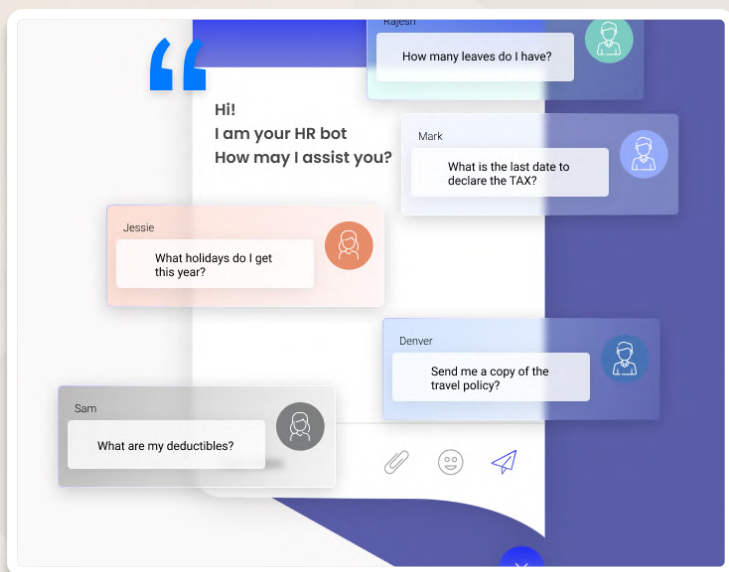 Rajesh
How many leaves do I have?
Hi!
I am your HR bot
How may I assist you?
Mark
What is the last date to
declare the TAX?
Jessie
What holidays do I get
this year?
Denver
Send me a copy of the
travel policy?
Sam
What are my deductibles?